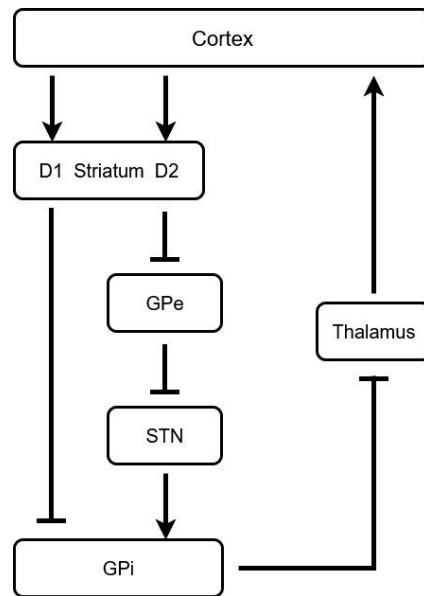 Cortex
D1 Striatum D2
GPe
Thalamus
STN
GPi